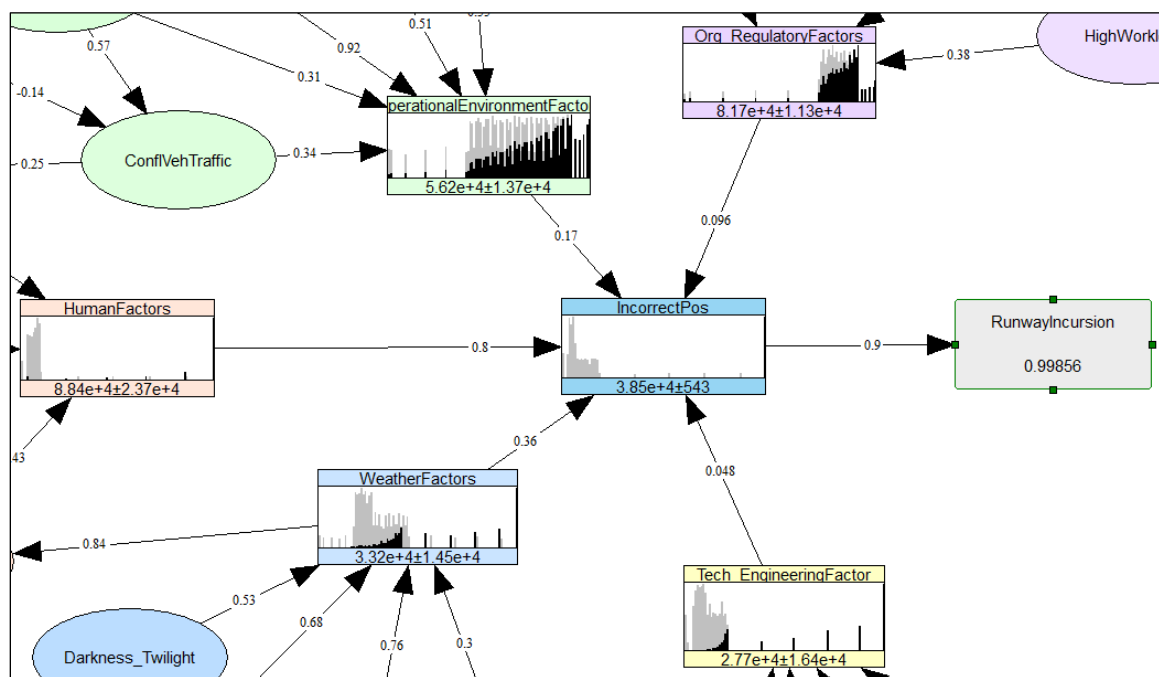 0.51
0.57
0.92
Org_RegulatoryFactors
HighWorkl
0.31
0.38
-0.14
perationalEnvironmentFacto
8.17e+4±1.13e+4
ConflVehTraffic
0.34
0.25
5.62e+4±1.37e+4
0.096
0.17
HumanFactors
IncorrectPos
RunwayIncursion
0.8
0.9
0.99856
8.84e+4±2.37e+4
3.85e+4±543
0.36
43
WeatherFactors
0.048
0.84
3.32e+4±1.45e+4
Tech_EngineeringFactor
0.53
0.68
0.76
0.3
Darkness_Twilight
2.77e+4±1.64e+4